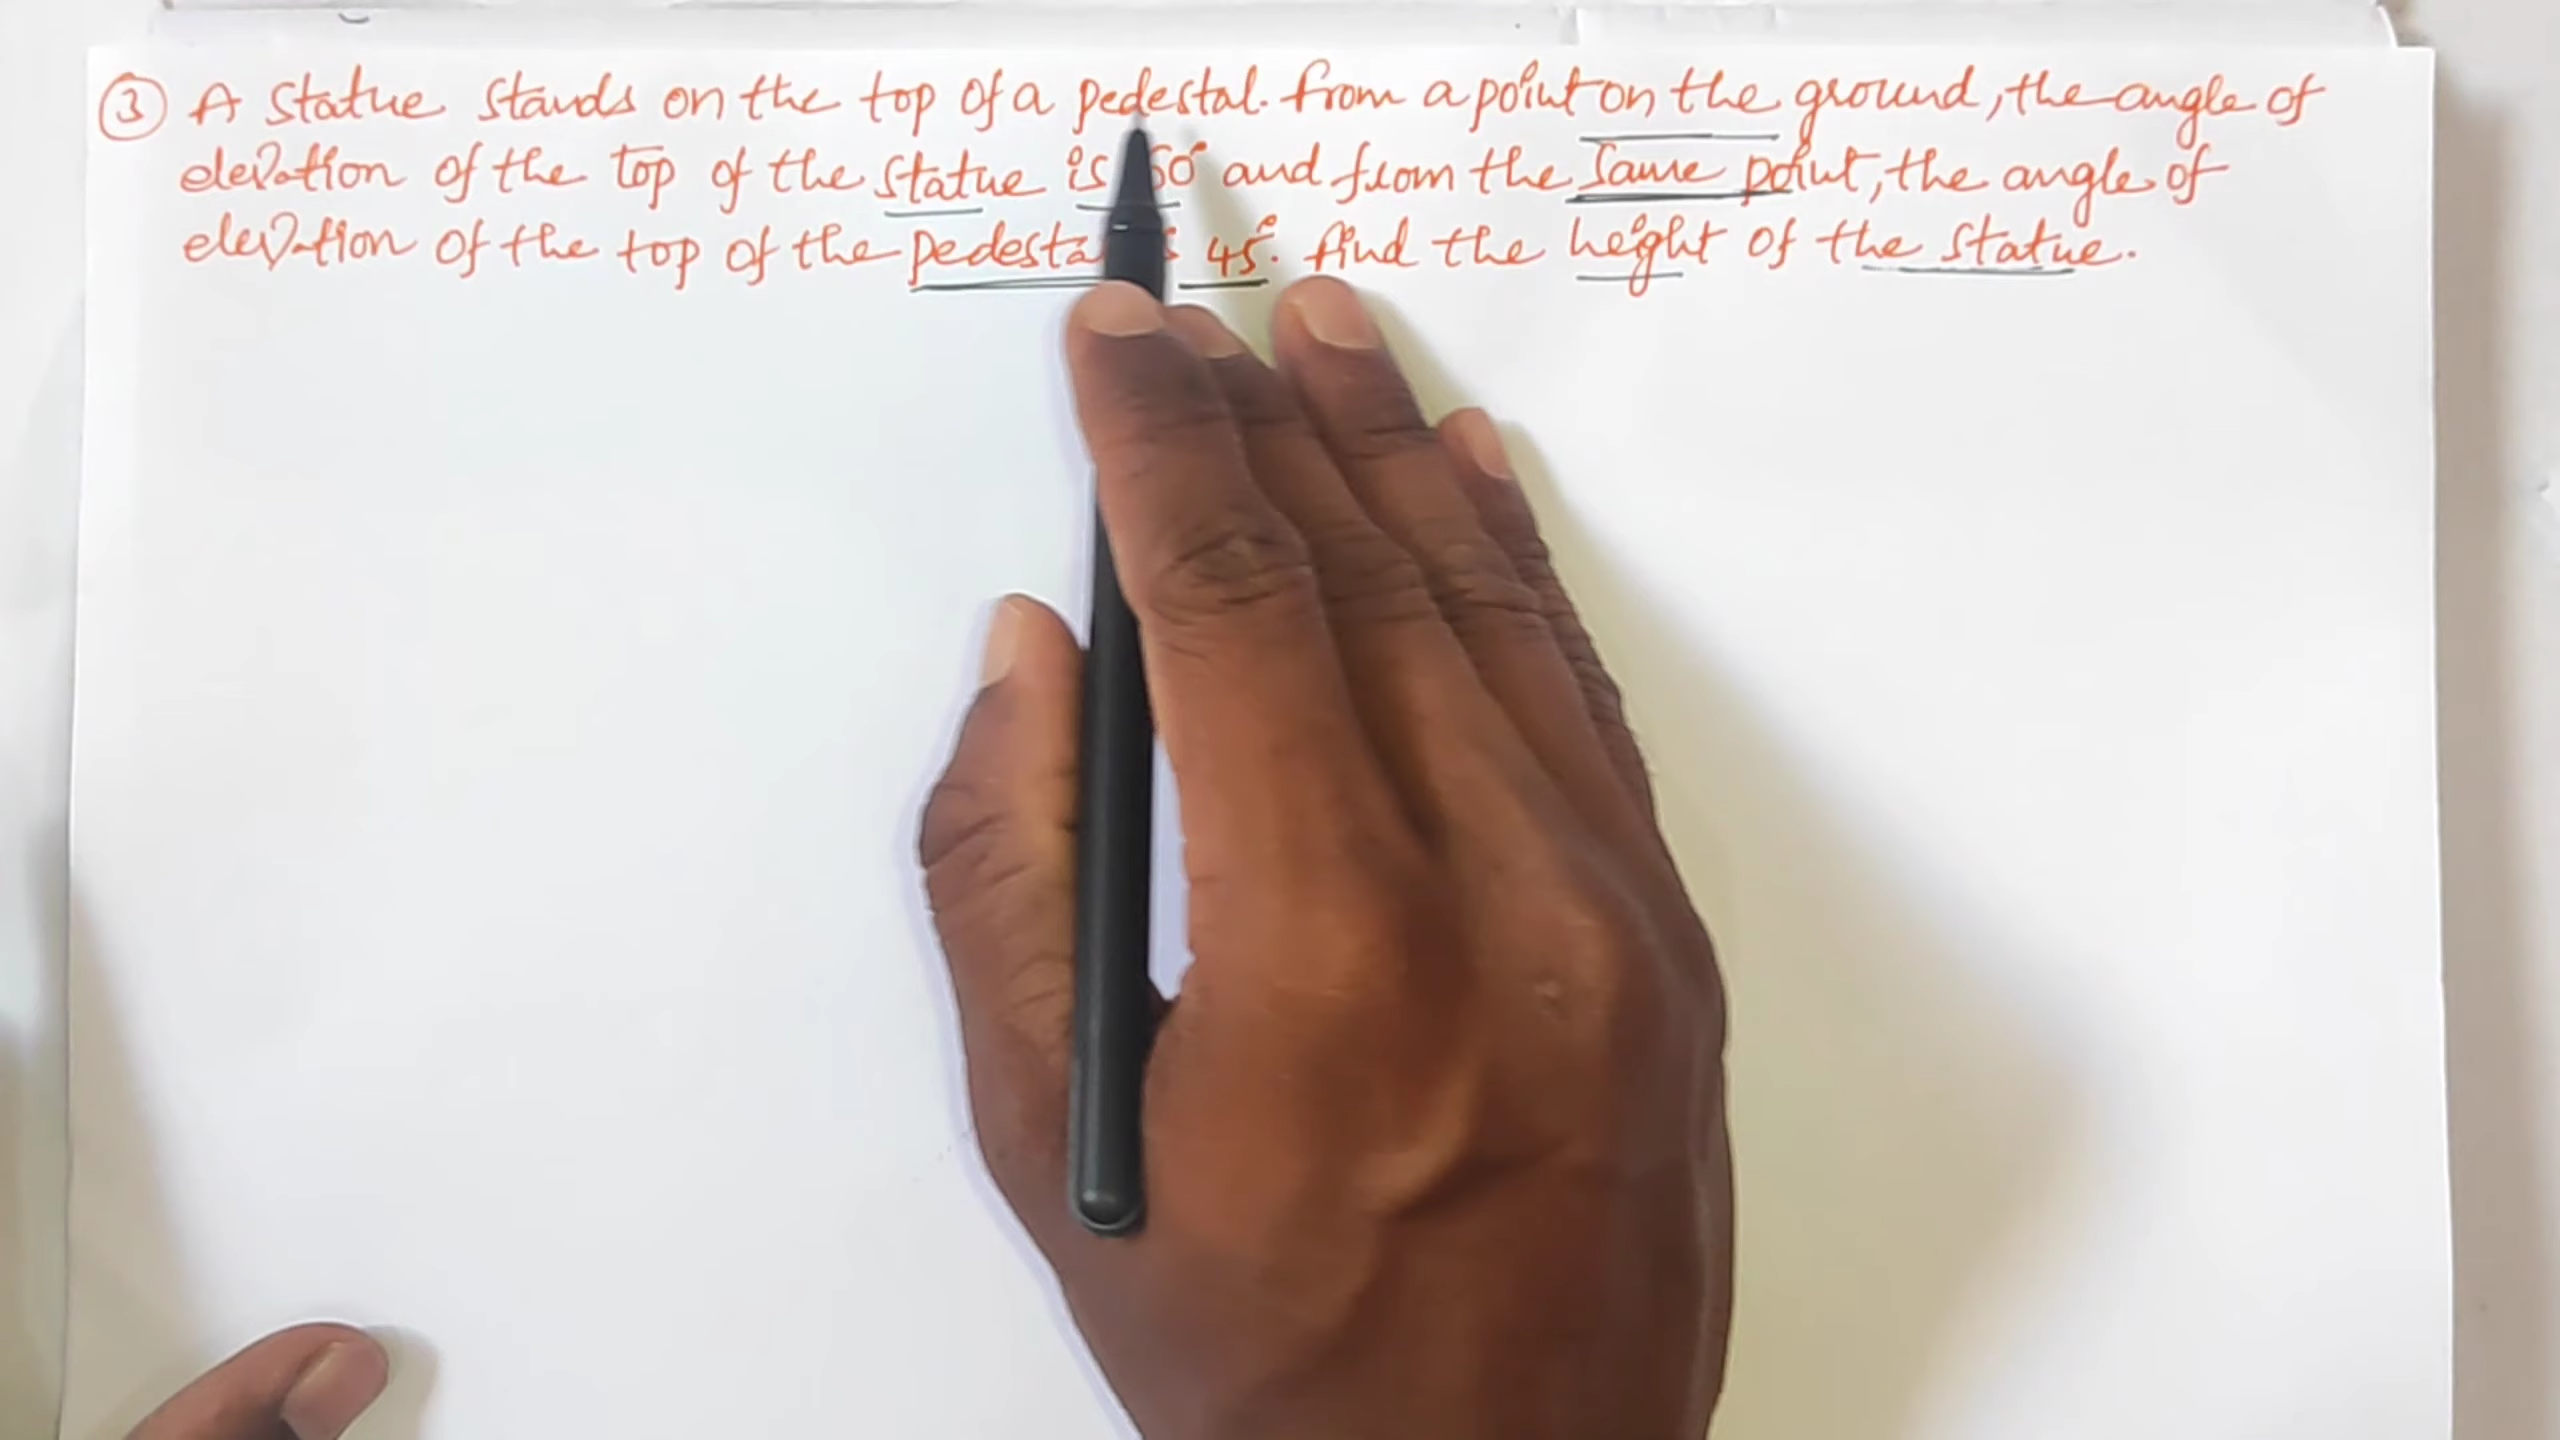 ③ A Statue stands on the top of a pedestal. from a point on the ground, the angle of
elevation of the top of the statue is 60° and from the same point, the angle of
elevation of the top of the pedesta 45°. find the height of the statue.